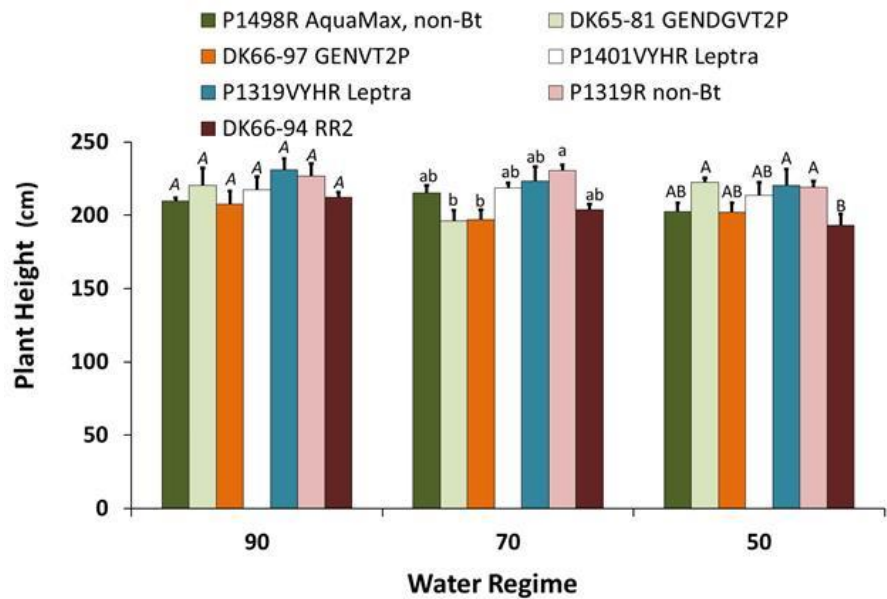 P1498R AquaMax, non-Bt DK65-81 GENDGVT2P
DK66-97 GENVT2P P1401VYHR Leptra
P1319VYHR Leptra P1319R non-Bt
DK66-94 RR2
250
200
150
100
50
0
Plant Height (cm)
A A A A A A A
ab b b ab ab a ab
AB A AB AB A A B
90 70 50
Water Regime